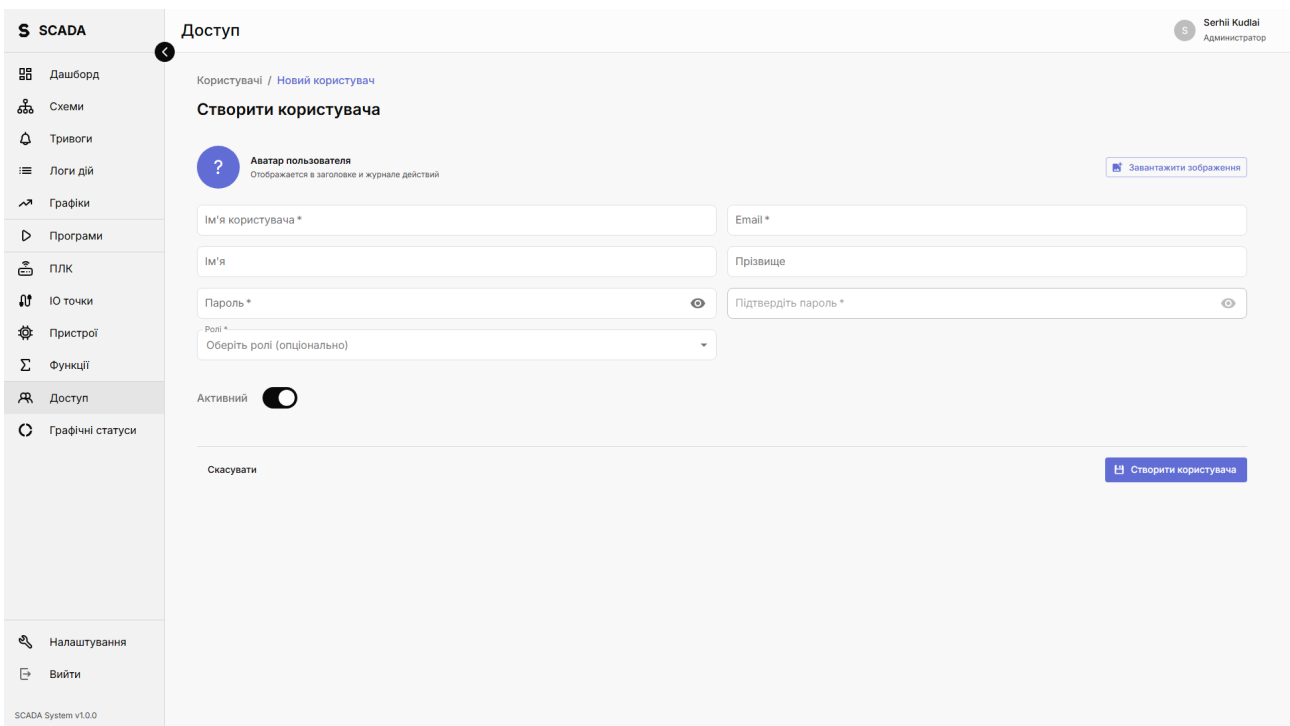 SCADA
Доступ
S
Serhii Kudlai
Администратор
Дашборд
Схеми
Тривоги
Логи дій
Графіки
Програми
ПЛК
IO точки
Пристрої
Функції
Доступ
Графічні статуси
Налаштування
Вийти
SCADA System v1.0.0
Користувачі / Новий користувач
Створити користувача
?
Аватар пользователя
Отображается в заголовке и журнале действий
Завантажити зображення
Ім'я користувача *
Email *
Ім'я
Прізвище
Пароль *
Підтвердіть пароль *
Ролі *
Оберіть ролі (опціонально)
Активний
Скасувати
Створити користувача